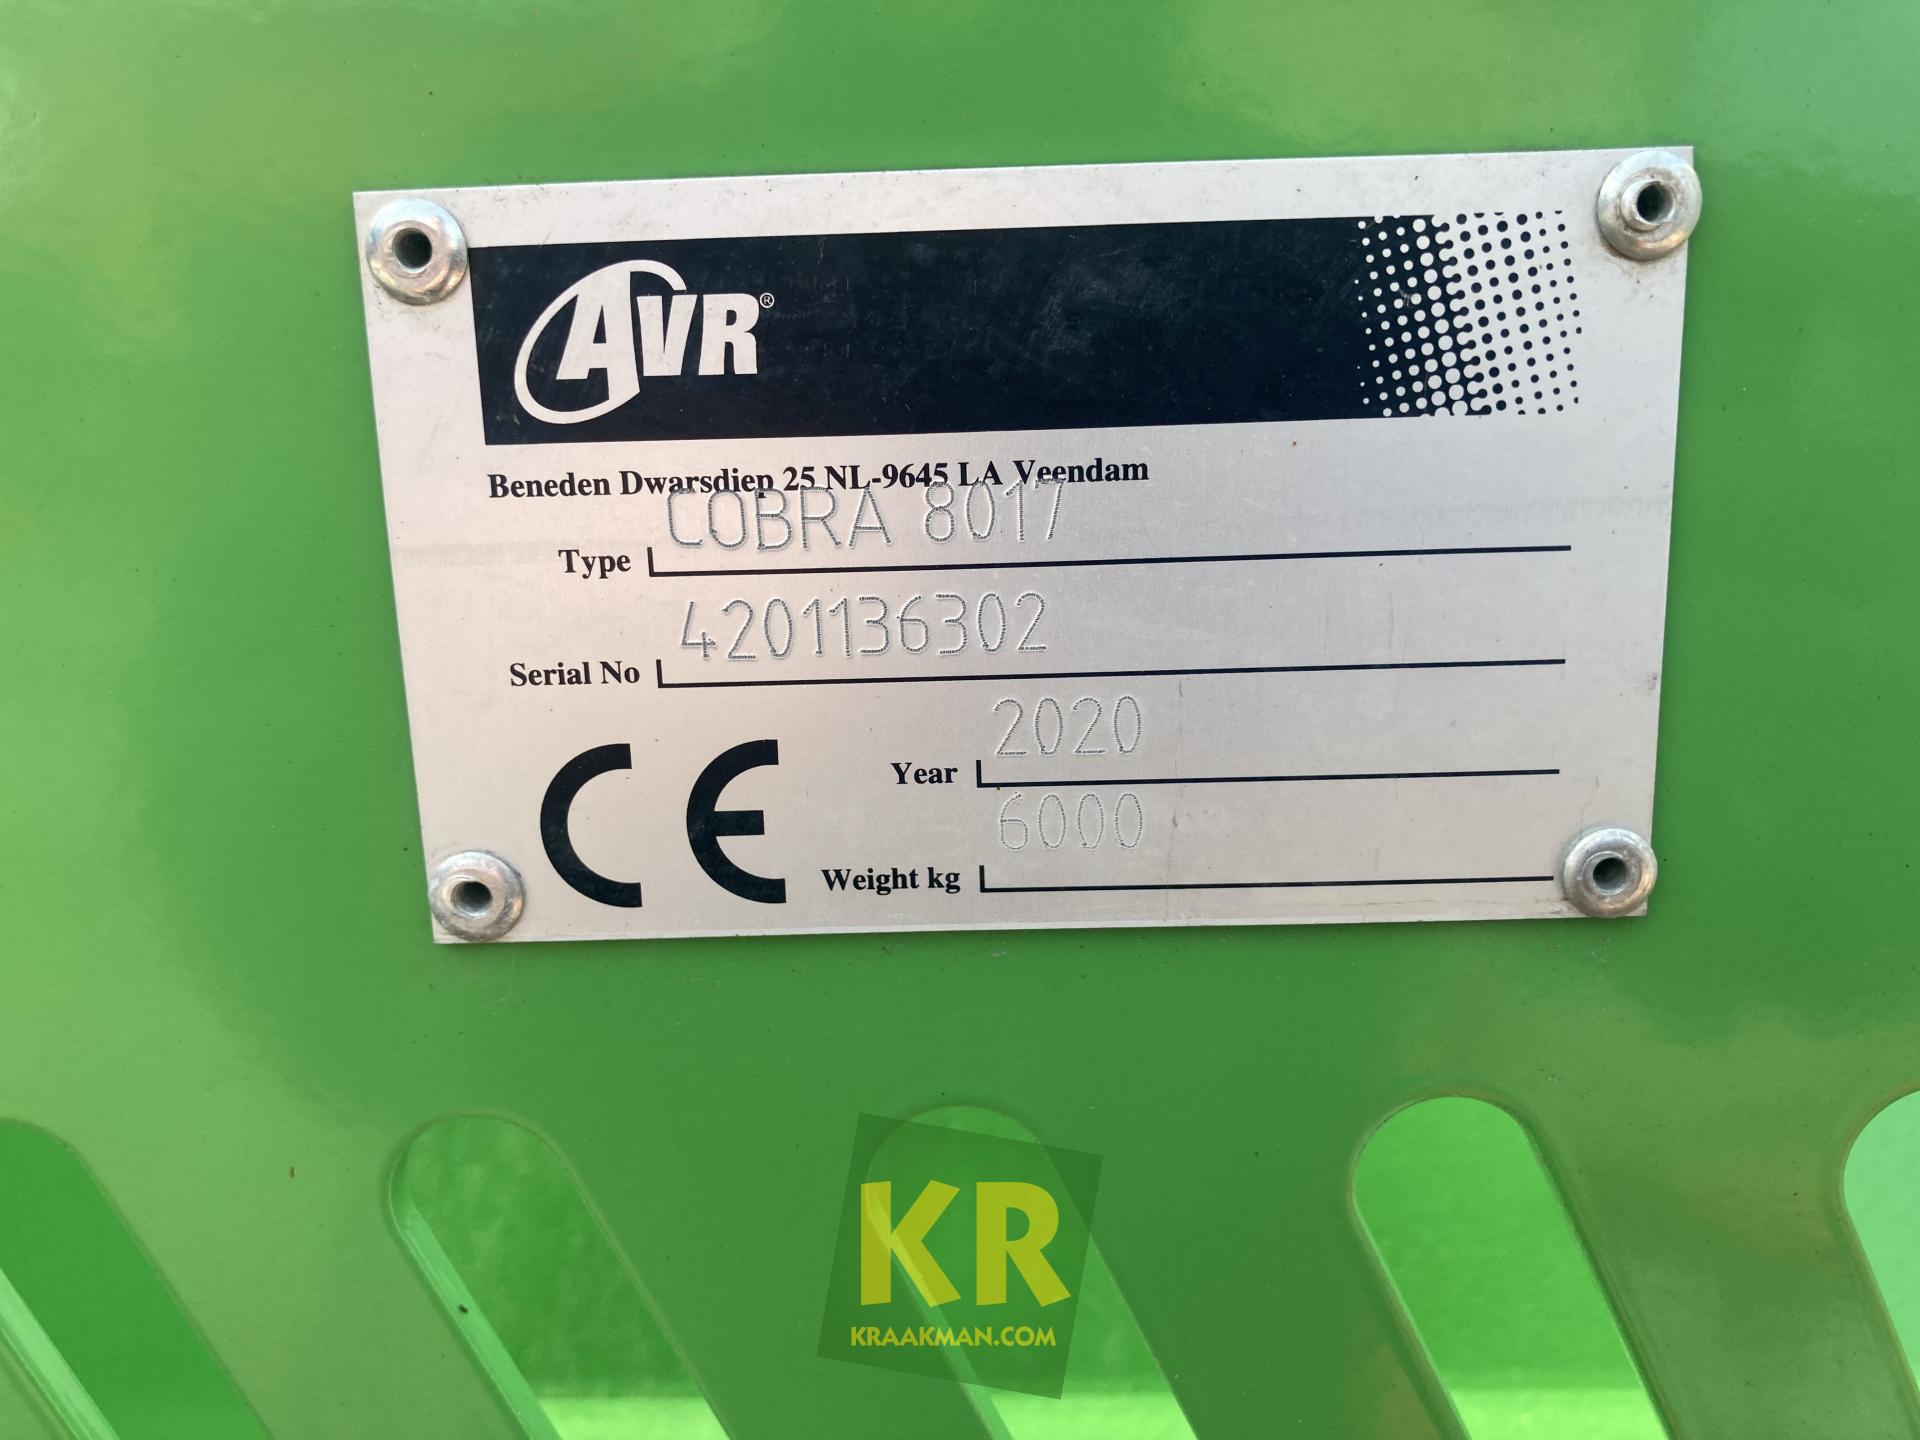 AVR®
Beneden Dwarsdiep 25 NL-9645 LA Veendam
Type COBRA 8017
Serial No 4201136302
CE
Year 2020
Weight kg 6000
KR
KRAAKMAN.COM